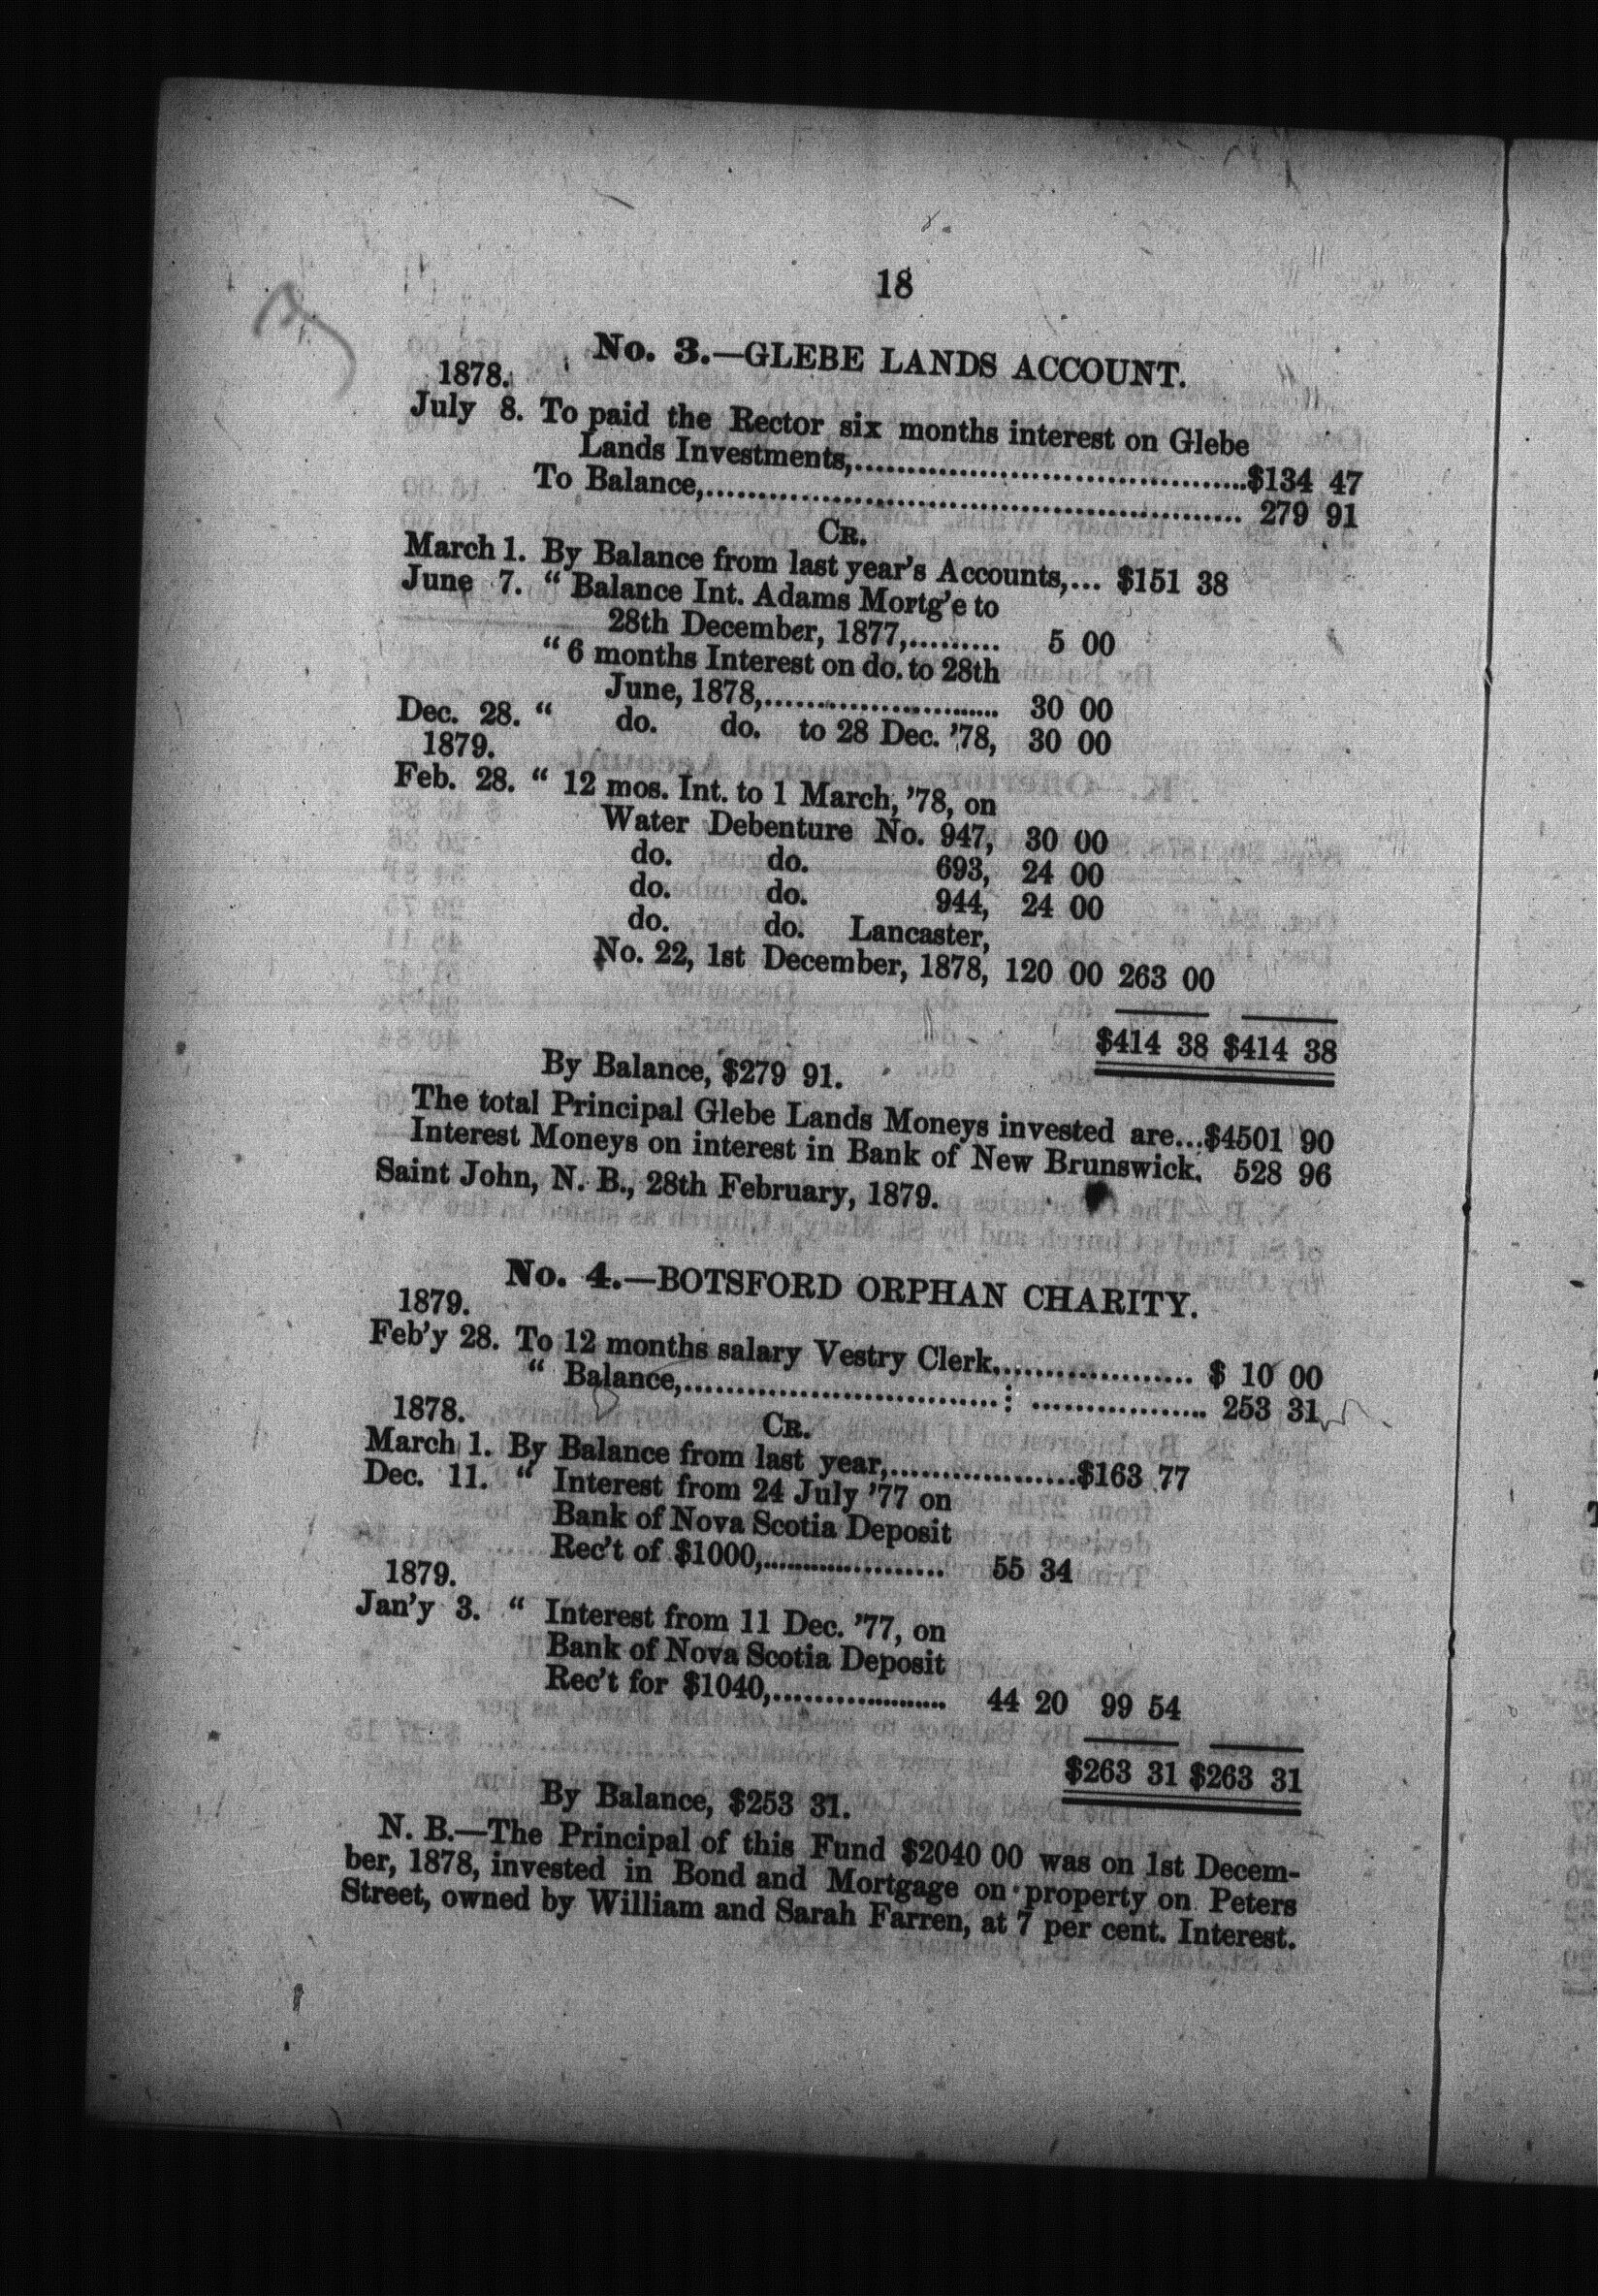 18
No. 3.—GLEBE LANDS ACCOUNT.
1878.
July 8. To paid the Rector six months interest on Glebe
Lands Investments,........................................$134 47
To Balance,..................................................... 279 91
CR.
March 1. By Balance from last year's Accounts,... $151 38
June 7. “ Balance Int. Adams Mortg'e to
28th December, 1877,......... 5 00
“ 6 months Interest on do. to 28th
June, 1878,........................ 30 00
Dec. 28. “ do. do. to 28 Dec. '78, 30 00
1879.
Feb. 28. “ 12 mos. Int. to 1 March, '78, on
Water Debenture No. 947, 30 00
do. do. 693, 24 00
do. do. 944, 24 00
do. do. Lancaster,
No. 22, 1st December, 1878, 120 00 263 00
$414 38 $414 38
By Balance, $279 91.
The total Principal Glebe Lands Moneys invested are...$4501 90
Interest Moneys on interest in Bank of New Brunswick. 528 96
Saint John, N. B., 28th February, 1879.
No. 4.—BOTSFORD ORPHAN CHARITY.
1879.
Feb'y 28. To 12 months salary Vestry Clerk,................... $ 10 00
“ Balance,................................................... 253 31
1878.
CR.
March 1. By Balance from last year,...................$163 77
Dec. 11. “ Interest from 24 July '77 on
Bank of Nova Scotia Deposit
Rec't of $1000,..................... 55 34
1879.
Jan'y 3. “ Interest from 11 Dec. '77, on
Bank of Nova Scotia Deposit
Rec't for $1040,.................... 44 20 99 54
$263 31 $263 31
By Balance, $253 31.
N. B.—The Principal of this Fund $2040 00 was on 1st Decem-
ber, 1878, invested in Bond and Mortgage on property on Peters
Street, owned by William and Sarah Farren, at 7 per cent. Interest.